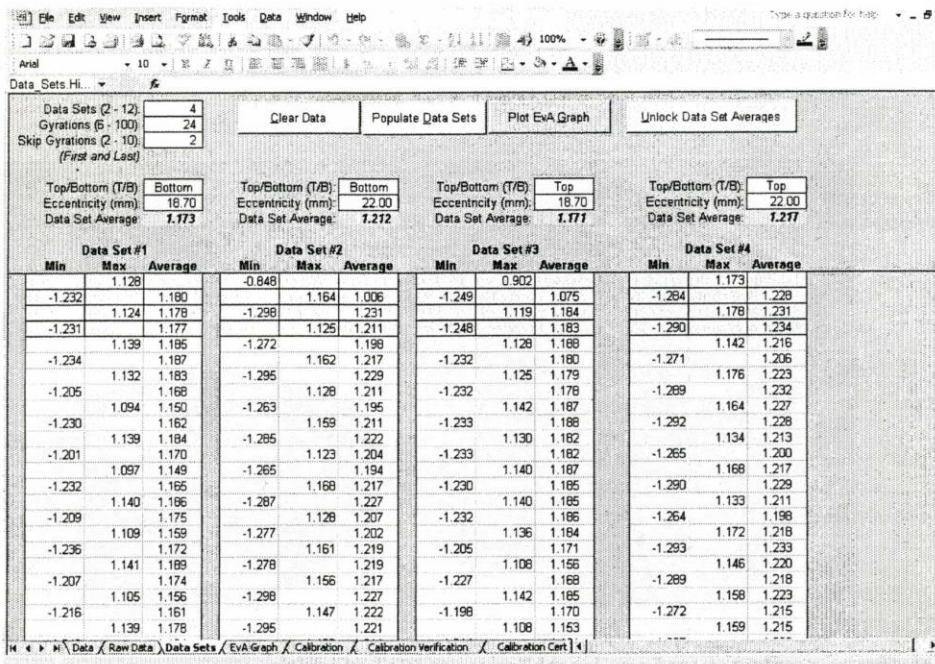 File Edit View Insert Format Tools Data Window Help Type a question for help
100%
Arial 10
Data_Sets.Hi... fx
Data Sets (2 - 12): 4
Gyrations (6 - 100) 24
Skip Gyrations (2 - 10): 2
(First and Last)
Clear Data Populate Data Sets Plot EvA Graph Unlock Data Set Averages
Top/Bottom (T/B): Bottom Top/Bottom (T/B): Bottom Top/Bottom (T/B): Top Top/Bottom (T/B): Top
Eccentricity (mm): 18.70 Eccentricity (mm): 22.00 Eccentricity (mm): 18.70 Eccentricity (mm): 22.00
Data Set Average: 1.173 Data Set Average: 1.212 Data Set Average: 1.171 Data Set Average: 1.217
Data Set #1 Data Set #2 Data Set #3 Data Set #4
Min Max Average Min Max Average Min Max Average Min Max Average
1.128 -0.848 0.902 1.173
-1.232 1.180 1.164 1.006 -1.249 1.075 -1.284 1.228
1.124 1.178 -1.298 1.231 1.119 1.184 1.178 1.231
-1.231 1.177 1.125 1.211 -1.248 1.183 -1.290 1.234
1.139 1.185 -1.272 1.198 1.128 1.188 1.142 1.216
-1.234 1.187 1.162 1.217 -1.232 1.180 -1.271 1.206
1.132 1.183 -1.295 1.229 1.125 1.179 1.176 1.223
-1.205 1.168 1.128 1.211 -1.232 1.178 -1.289 1.232
1.094 1.150 -1.263 1.195 1.142 1.187 1.164 1.227
-1.230 1.162 1.159 1.211 -1.233 1.188 -1.292 1.228
1.139 1.184 -1.285 1.222 1.130 1.182 1.134 1.213
-1.201 1.170 1.123 1.204 -1.233 1.182 -1.265 1.200
1.097 1.149 -1.265 1.194 1.140 1.187 1.168 1.217
-1.232 1.165 1.168 1.217 -1.230 1.185 -1.290 1.229
1.140 1.186 -1.287 1.227 1.140 1.185 1.133 1.211
-1.209 1.175 1.128 1.207 -1.232 1.186 -1.264 1.198
1.109 1.159 -1.277 1.202 1.136 1.184 1.172 1.218
-1.236 1.172 1.161 1.219 -1.205 1.171 -1.293 1.233
1.141 1.189 -1.278 1.219 1.108 1.156 1.146 1.220
-1.207 1.174 1.156 1.217 -1.227 1.168 -1.289 1.218
1.105 1.156 -1.298 1.227 1.142 1.185 1.158 1.223
-1.216 1.161 1.147 1.222 -1.198 1.170 -1.272 1.215
1.139 1.178 -1.295 1.221 1.108 1.153 1.159 1.215
Data / Raw Data / Data Sets / EvA Graph / Calibration / Calibration Verification / Calibration Cert